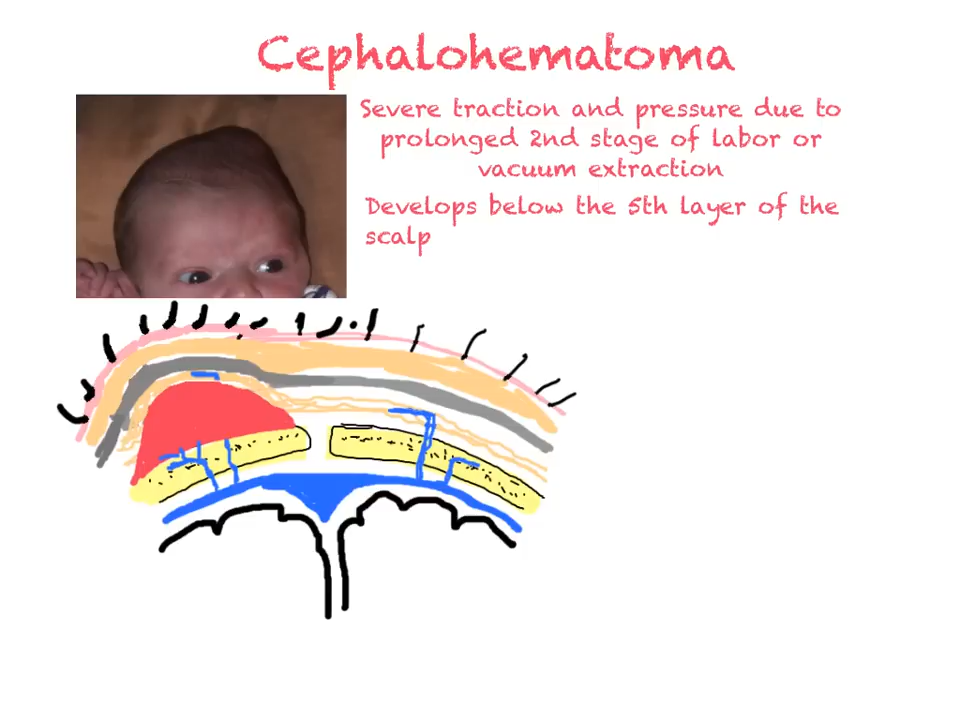 Cephalohematoma
Severe traction and pressure due to
prolonged 2nd stage of labor or
vacuum extraction
Develops below the 5th layer of the
scalp